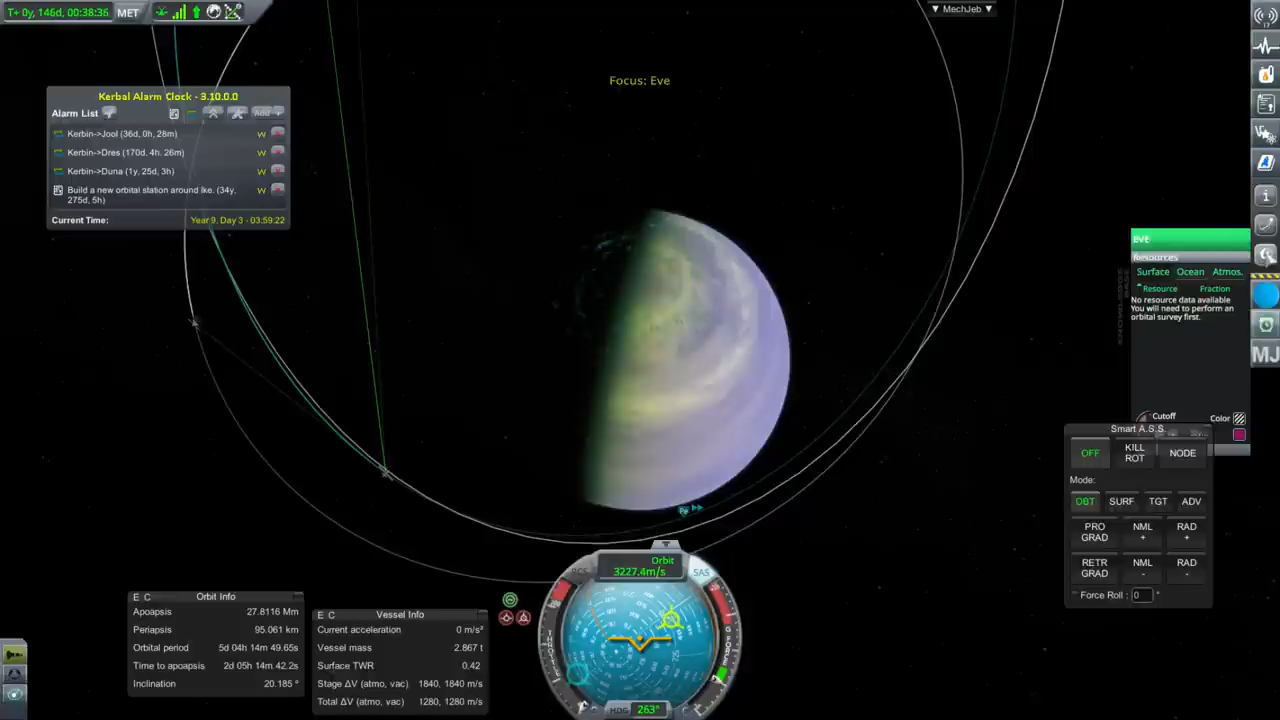 T+ 0y, 146d, 00:38:36 MET
▼ MechJeb ▼
Focus: Eve
Kerbal Alarm Clock - 3.10.0.0
Alarm List Add
Kerbin->Jool (36d, 0h, 28m) W
Kerbin->Dres (170d, 4h, 26m) W
Kerbin->Duna (1y, 25d, 3h) W
Build a new orbital station around Ike. (34y, W
275d, 5h)
Current Time: Year 9, Day 3 - 03:59:22
EVE
Resources
Surface Ocean Atmos.
Resource Fraction
No resource data available
You will need to perform an
orbital survey first.
Cutoff Color
Smart A.S.S.
OFF KILL ROT NODE
Mode:
OBT SURF TGT ADV
PRO GRAD NML + RAD +
RETR GRAD NML - RAD -
Force Roll : 0 °
MJ
Pe
Orbit
3227.4m/s
RCS SAS
HDG 263°
E C Orbit Info
Apoapsis 27.8116 Mm
Periapsis 95.061 km
Orbital period 5d 04h 14m 49.65s
Time to apoapsis 2d 05h 14m 42.2s
Inclination 20.185 °
E C Vessel Info
Current acceleration 0 m/s²
Vessel mass 2.867 t
Surface TWR 0.42
Stage ΔV (atmo, vac) 1840, 1840 m/s
Total ΔV (atmo, vac) 1280, 1280 m/s